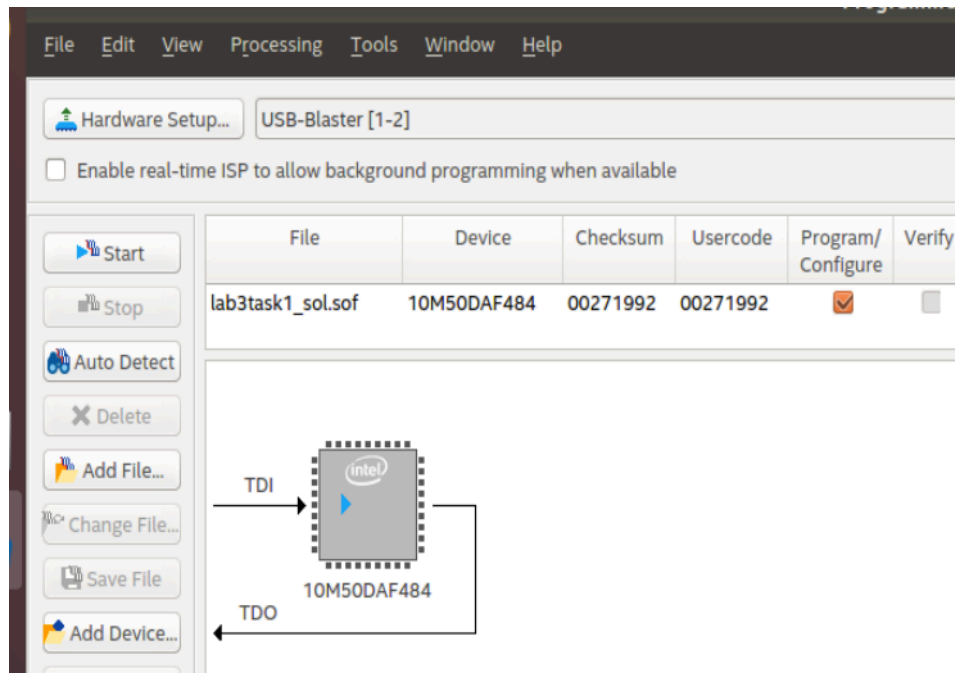 File Edit View Processing Tools Window Help
Hardware Setup... USB-Blaster [1-2]
Enable real-time ISP to allow background programming when available
File Device Checksum Usercode Program/ Verify
Configure
Start
lab3task1_sol.sof 10M50DAF484 00271992 00271992
Stop
Auto Detect
Delete
Add File...
Change File...
Save File
Add Device...
intel
TDI
10M50DAF484
TDO